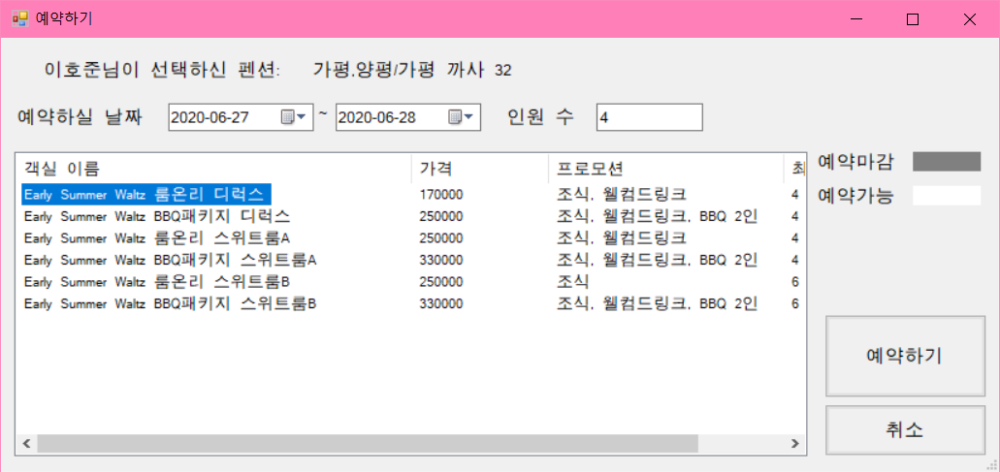 예약하기
이호준님이 선택하신 펜션: 가평,양평/가평 까사 32
예약하실 날짜 2020-06-27 ~ 2020-06-28 인원 수 4
객실 이름 가격 프로모션 최
Early Summer Waltz 룸온리 디럭스 170000 조식, 웰컴드링크 4
Early Summer Waltz BBQ패키지 디럭스 250000 조식, 웰컴드링크, BBQ 2인 4
Early Summer Waltz 룸온리 스위트룸A 250000 조식, 웰컴드링크 4
Early Summer Waltz BBQ패키지 스위트룸A 330000 조식, 웰컴드링크, BBQ 2인 4
Early Summer Waltz 룸온리 스위트룸B 250000 조식 6
Early Summer Waltz BBQ패키지 스위트룸B 330000 조식, 웰컴드링크, BBQ 2인 6
예약마감
예약가능
예약하기
취소